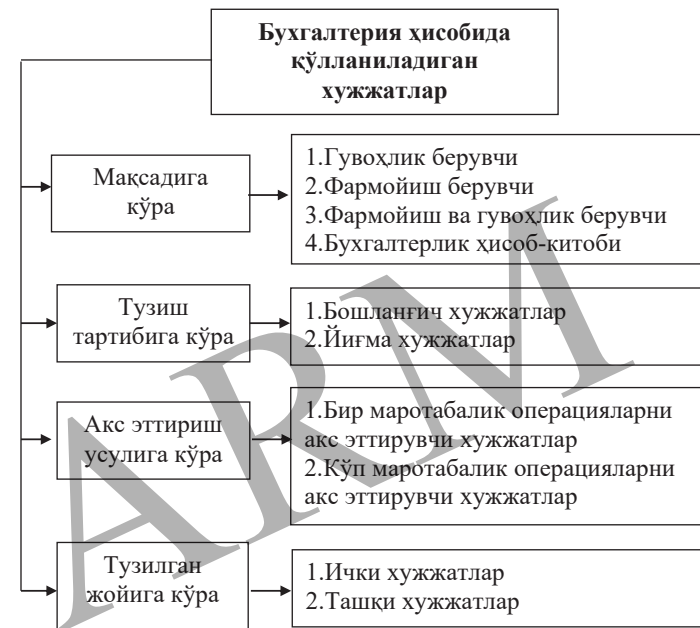 Бухгалтерия ҳисобида
қўлланиладиган
хужжатлар
Мақсадига
кўра
1.Гувоҳлик берувчи
2.Фармойиш берувчи
3.Фармойиш ва гувоҳлик берувчи
4.Бухгалтерлик ҳисоб-китоби
Тузиш
тартибига кўра
1.Бошланғич хужжатлар
2.Йиғма хужжатлар
Акс эттириш
усулига кўра
1.Бир маротабалик операцияларни
акс эттирувчи хужжатлар
2.Кўп маротабалик операцияларни
акс эттирувчи хужжатлар
Тузилган
жойига кўра
1.Ички хужжатлар
2.Ташқи хужжатлар
ARM